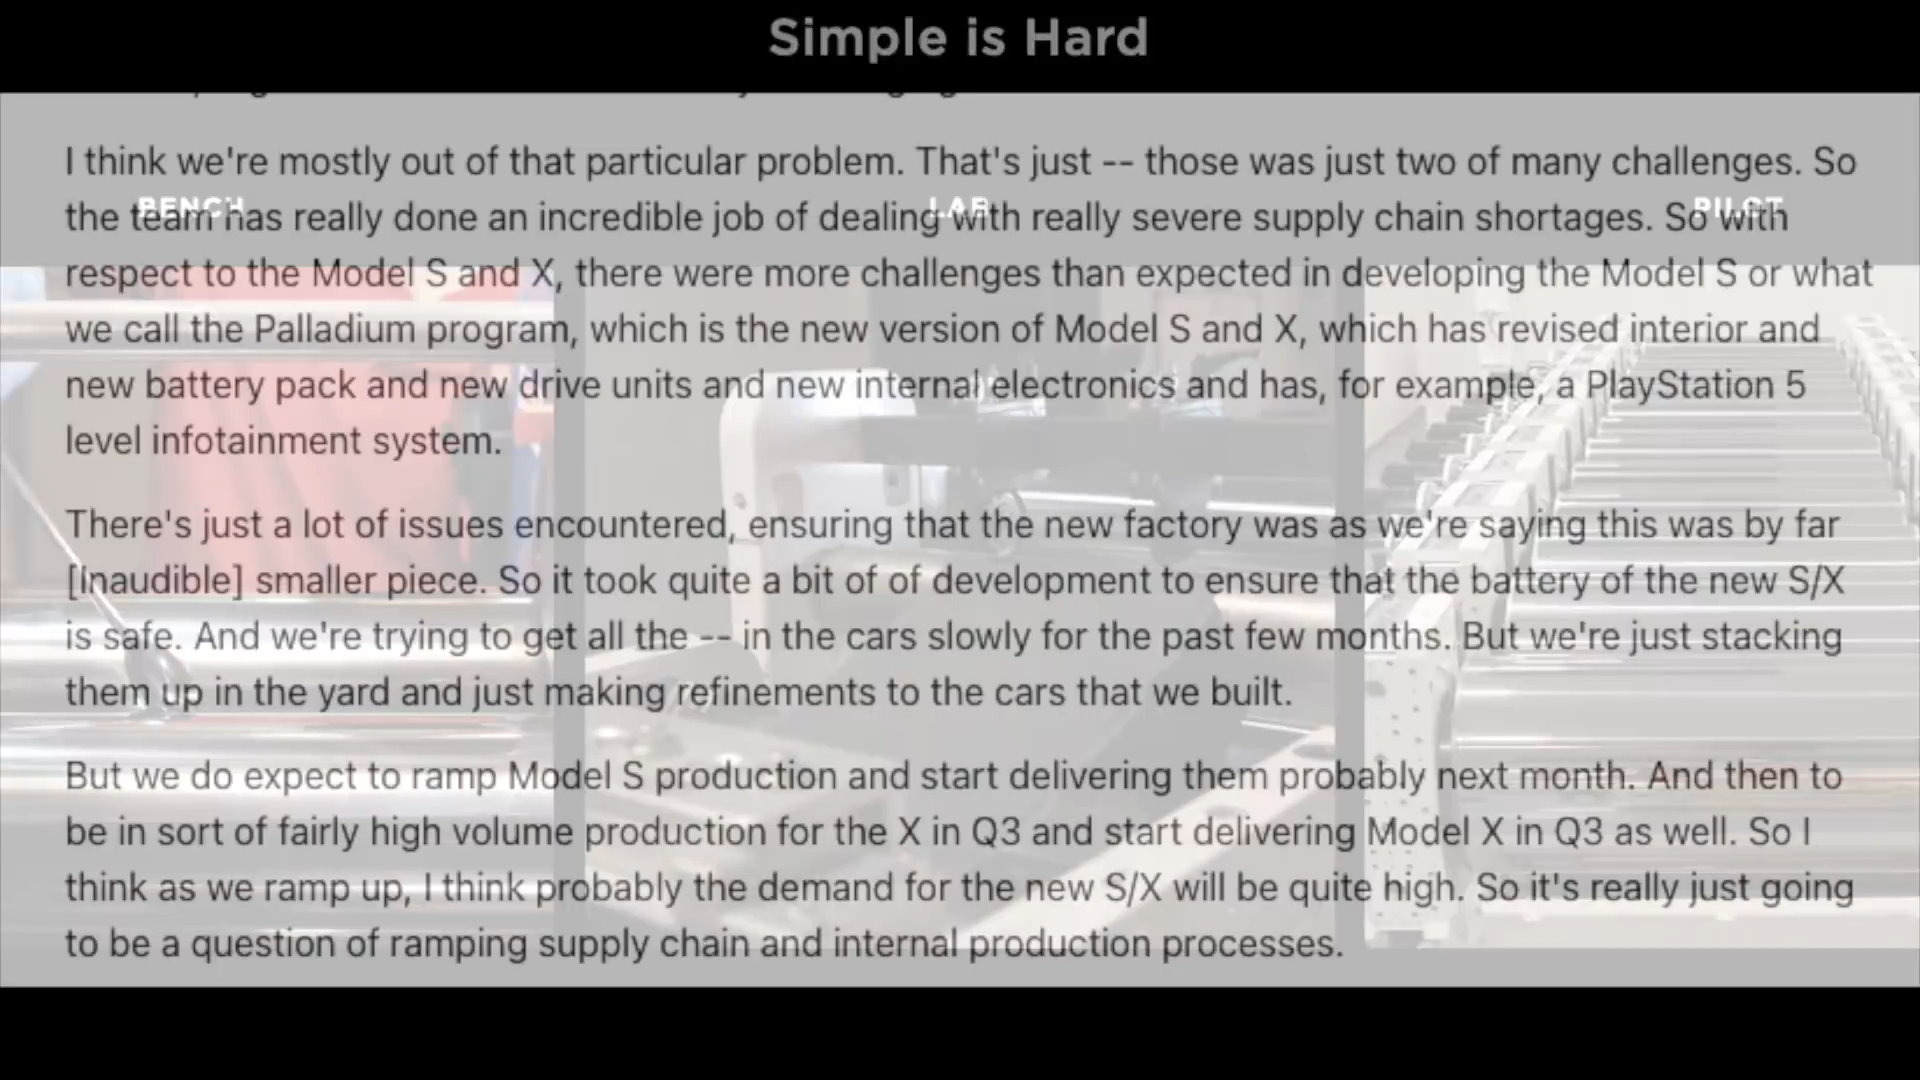 Simple is Hard
I think we're mostly out of that particular problem. That's just -- those was just two of many challenges. So
BENCH LAB PILOT
the team has really done an incredible job of dealing with really severe supply chain shortages. So with
respect to the Model S and X, there were more challenges than expected in developing the Model S or what
we call the Palladium program, which is the new version of Model S and X, which has revised interior and
new battery pack and new drive units and new internal electronics and has, for example, a PlayStation 5
level infotainment system.
There's just a lot of issues encountered, ensuring that the new factory was as we're saying this was by far
[Inaudible] smaller piece. So it took quite a bit of of development to ensure that the battery of the new S/X
is safe. And we're trying to get all the -- in the cars slowly for the past few months. But we're just stacking
them up in the yard and just making refinements to the cars that we built.
But we do expect to ramp Model S production and start delivering them probably next month. And then to
be in sort of fairly high volume production for the X in Q3 and start delivering Model X in Q3 as well. So I
think as we ramp up, I think probably the demand for the new S/X will be quite high. So it's really just going
to be a question of ramping supply chain and internal production processes.